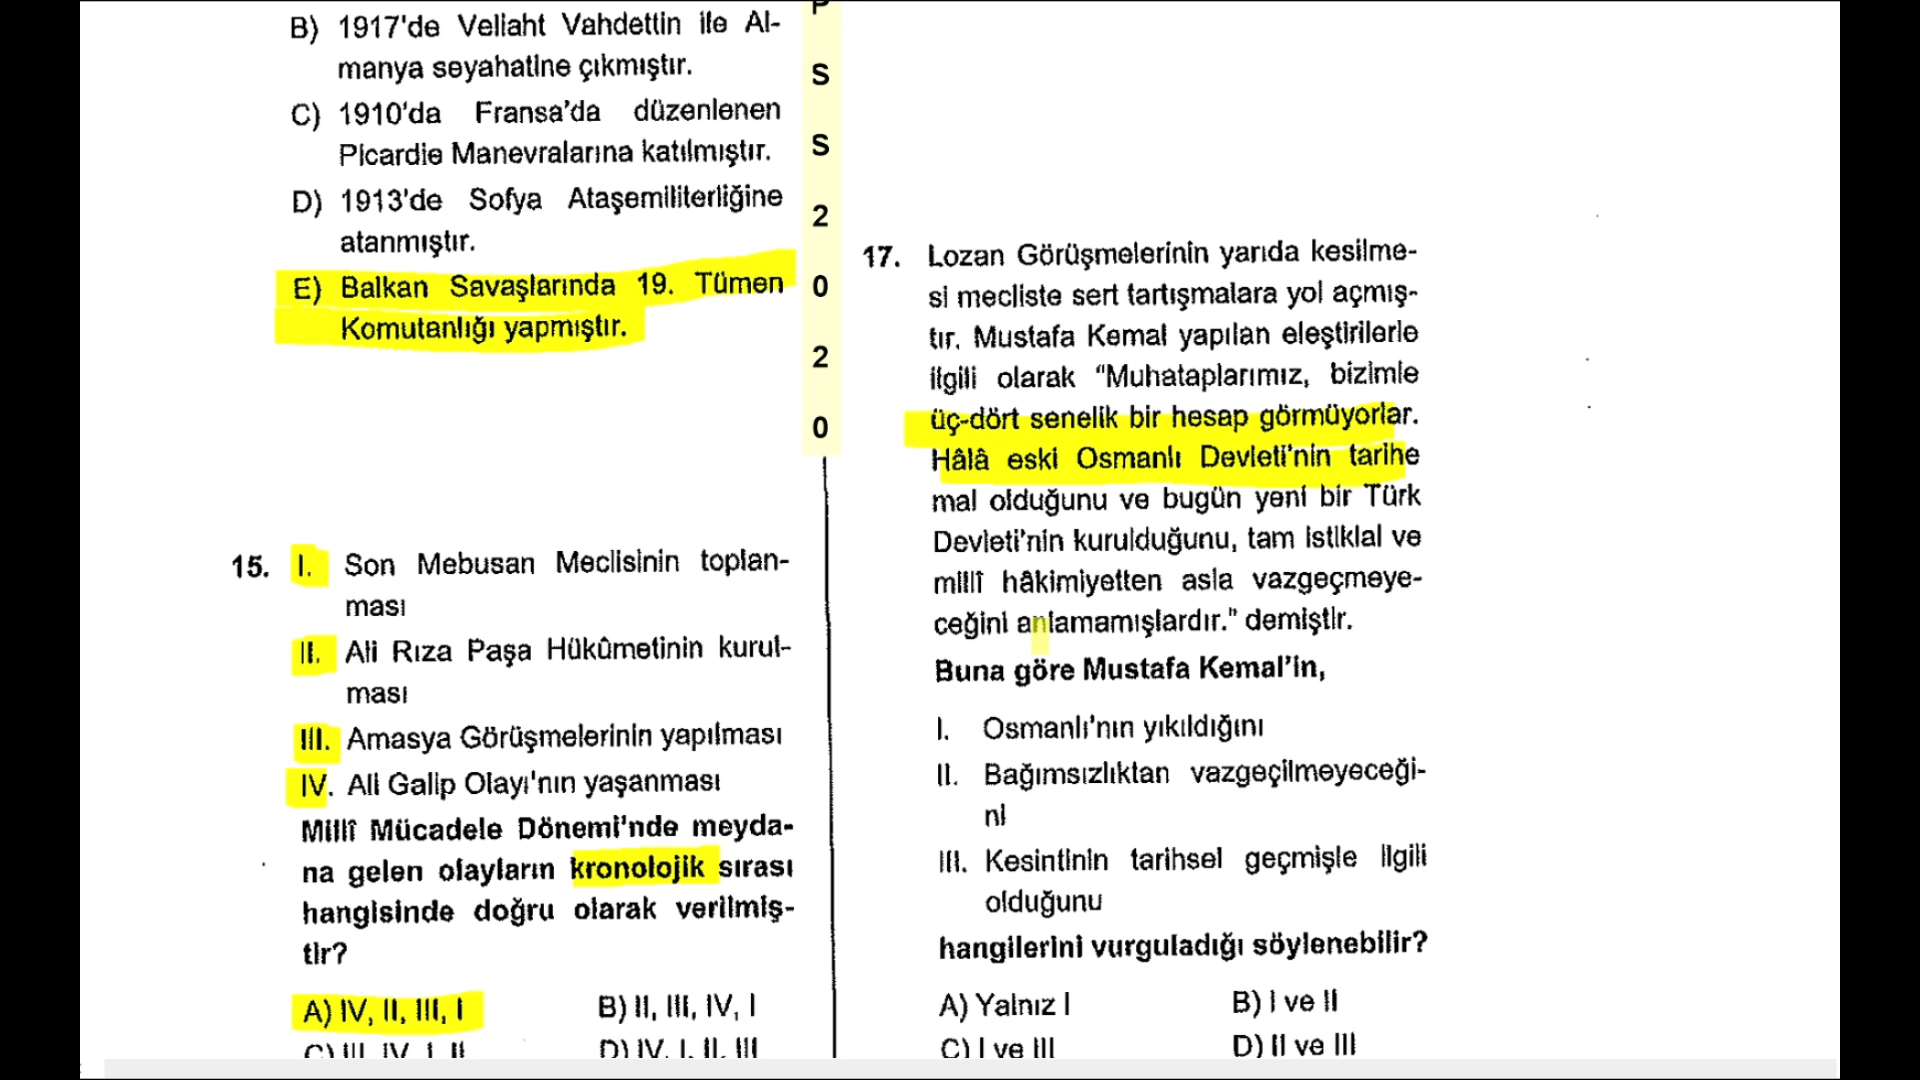 B) 1917'de Veliaht Vahdettin ile Al-
manya seyahatine çıkmıştır.
C) 1910'da Fransa'da düzenlenen
Picardie Manevralarına katılmıştır.
D) 1913'de Sofya Ataşemiliterliğine
atanmıştır.
E) Balkan Savaşlarında 19. Tümen
Komutanlığı yapmıştır.
15. I. Son Mebusan Meclisinin toplan-
ması
II. Ali Rıza Paşa Hükûmetinin kurul-
ması
III. Amasya Görüşmelerinin yapılması
IV. Ali Galip Olayı'nın yaşanması
Millî Mücadele Dönemi'nde meyda-
na gelen olayların kronolojik sırası
hangisinde doğru olarak verilmiş-
tir?
A) IV, II, III, I
B) II, III, IV, I
C) III, IV, I, II
D) IV, I, II, III
P
S
S
2
0
2
0
17. Lozan Görüşmelerinin yarıda kesilme-
si mecliste sert tartışmalara yol açmış-
tır. Mustafa Kemal yapılan eleştirilerle
ilgili olarak “Muhataplarımız, bizimle
üç-dört senelik bir hesap görmüyorlar.
Hâlâ eski Osmanlı Devleti'nin tarihe
mal olduğunu ve bugün yeni bir Türk
Devleti'nin kurulduğunu, tam istiklal ve
millî hâkimiyetten asla vazgeçmeye-
ceğini anlamamışlardır." demiştir.
Buna göre Mustafa Kemal'in,
I. Osmanlı'nın yıkıldığını
II. Bağımsızlıktan vazgeçilmeyeceği-
ni
III. Kesintinin tarihsel geçmişle ilgili
olduğunu
hangilerini vurguladığı söylenebilir?
A) Yalnız I
B) I ve II
C) I ve III
D) II ve III